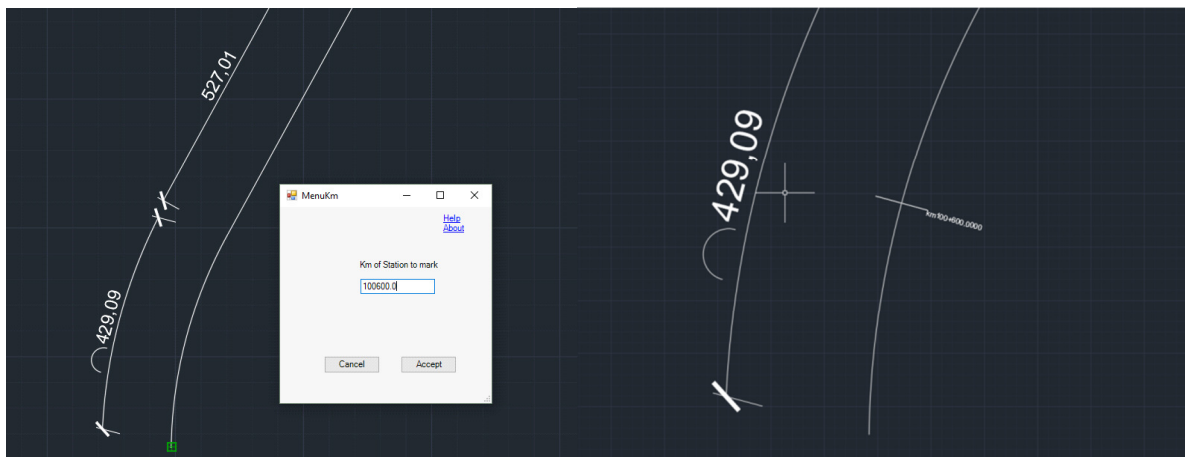 527,01
429,09
MenuKm
Help
About
Km of Station to mark
100600.0
Cancel
Accept
429,09
km100+600.0000